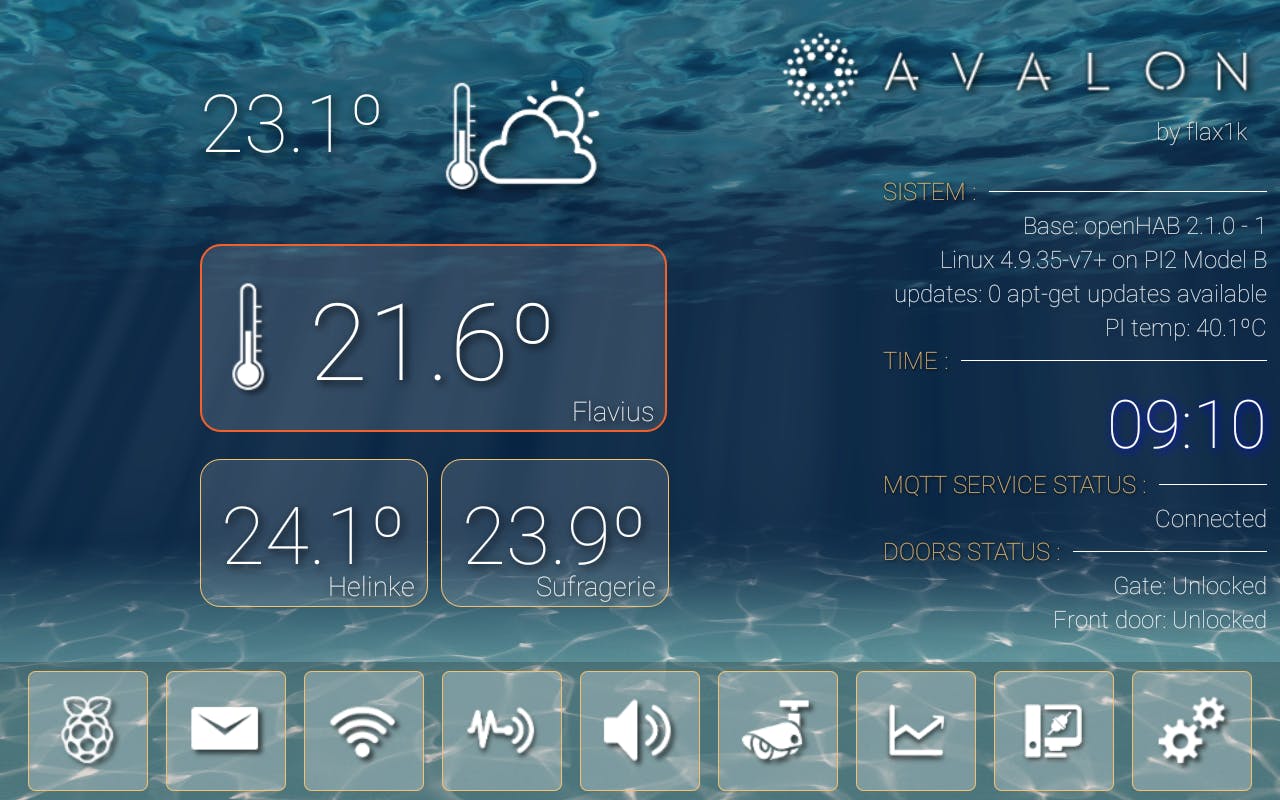 23.1º
21.6º
Flavius
24.1º
Helinke
23.9º
Sufragerie
AVALON
by flax1k
SISTEM :
Base: openHAB 2.1.0 - 1
Linux 4.9.35-v7+ on PI2 Model B
updates: 0 apt-get updates available
PI temp: 40.1ºC
TIME :
09:10
MQTT SERVICE STATUS :
Connected
DOORS STATUS :
Gate: Unlocked
Front door: Unlocked